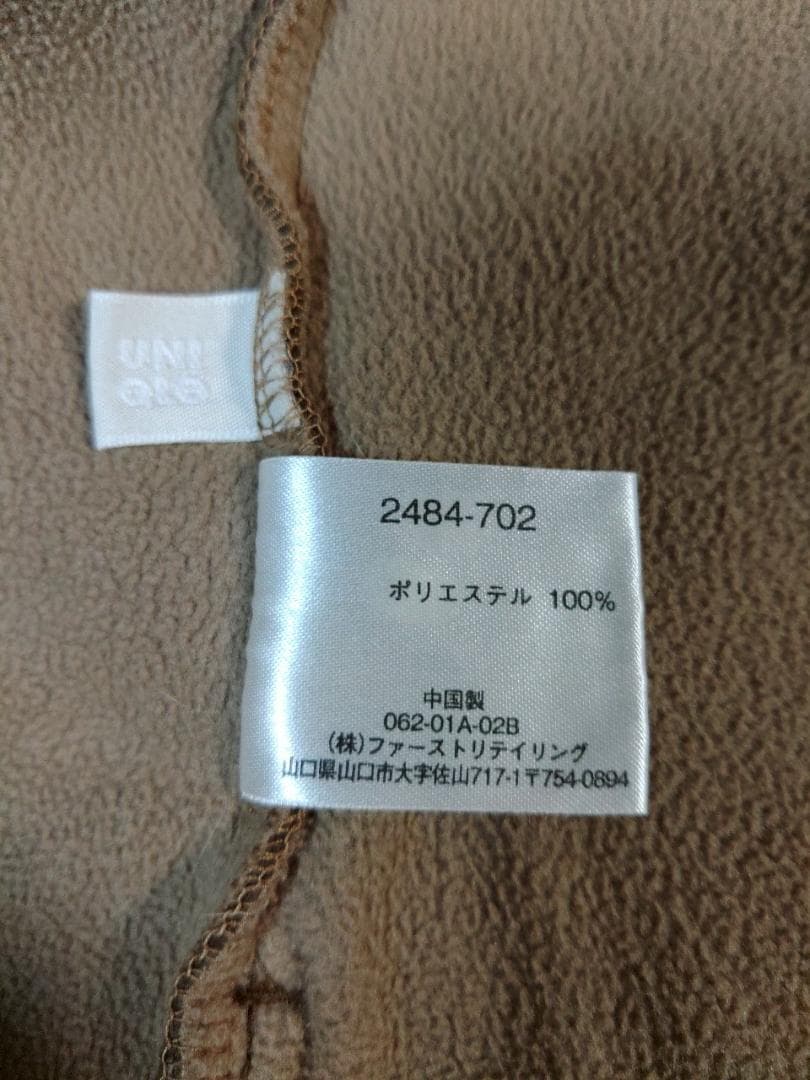 UNI
QLO
2484-702
ポリエステル 100%
中国製
062-01A-02B
(株)ファーストリテイリング
山口県山口市大字佐山717-1〒754-0894